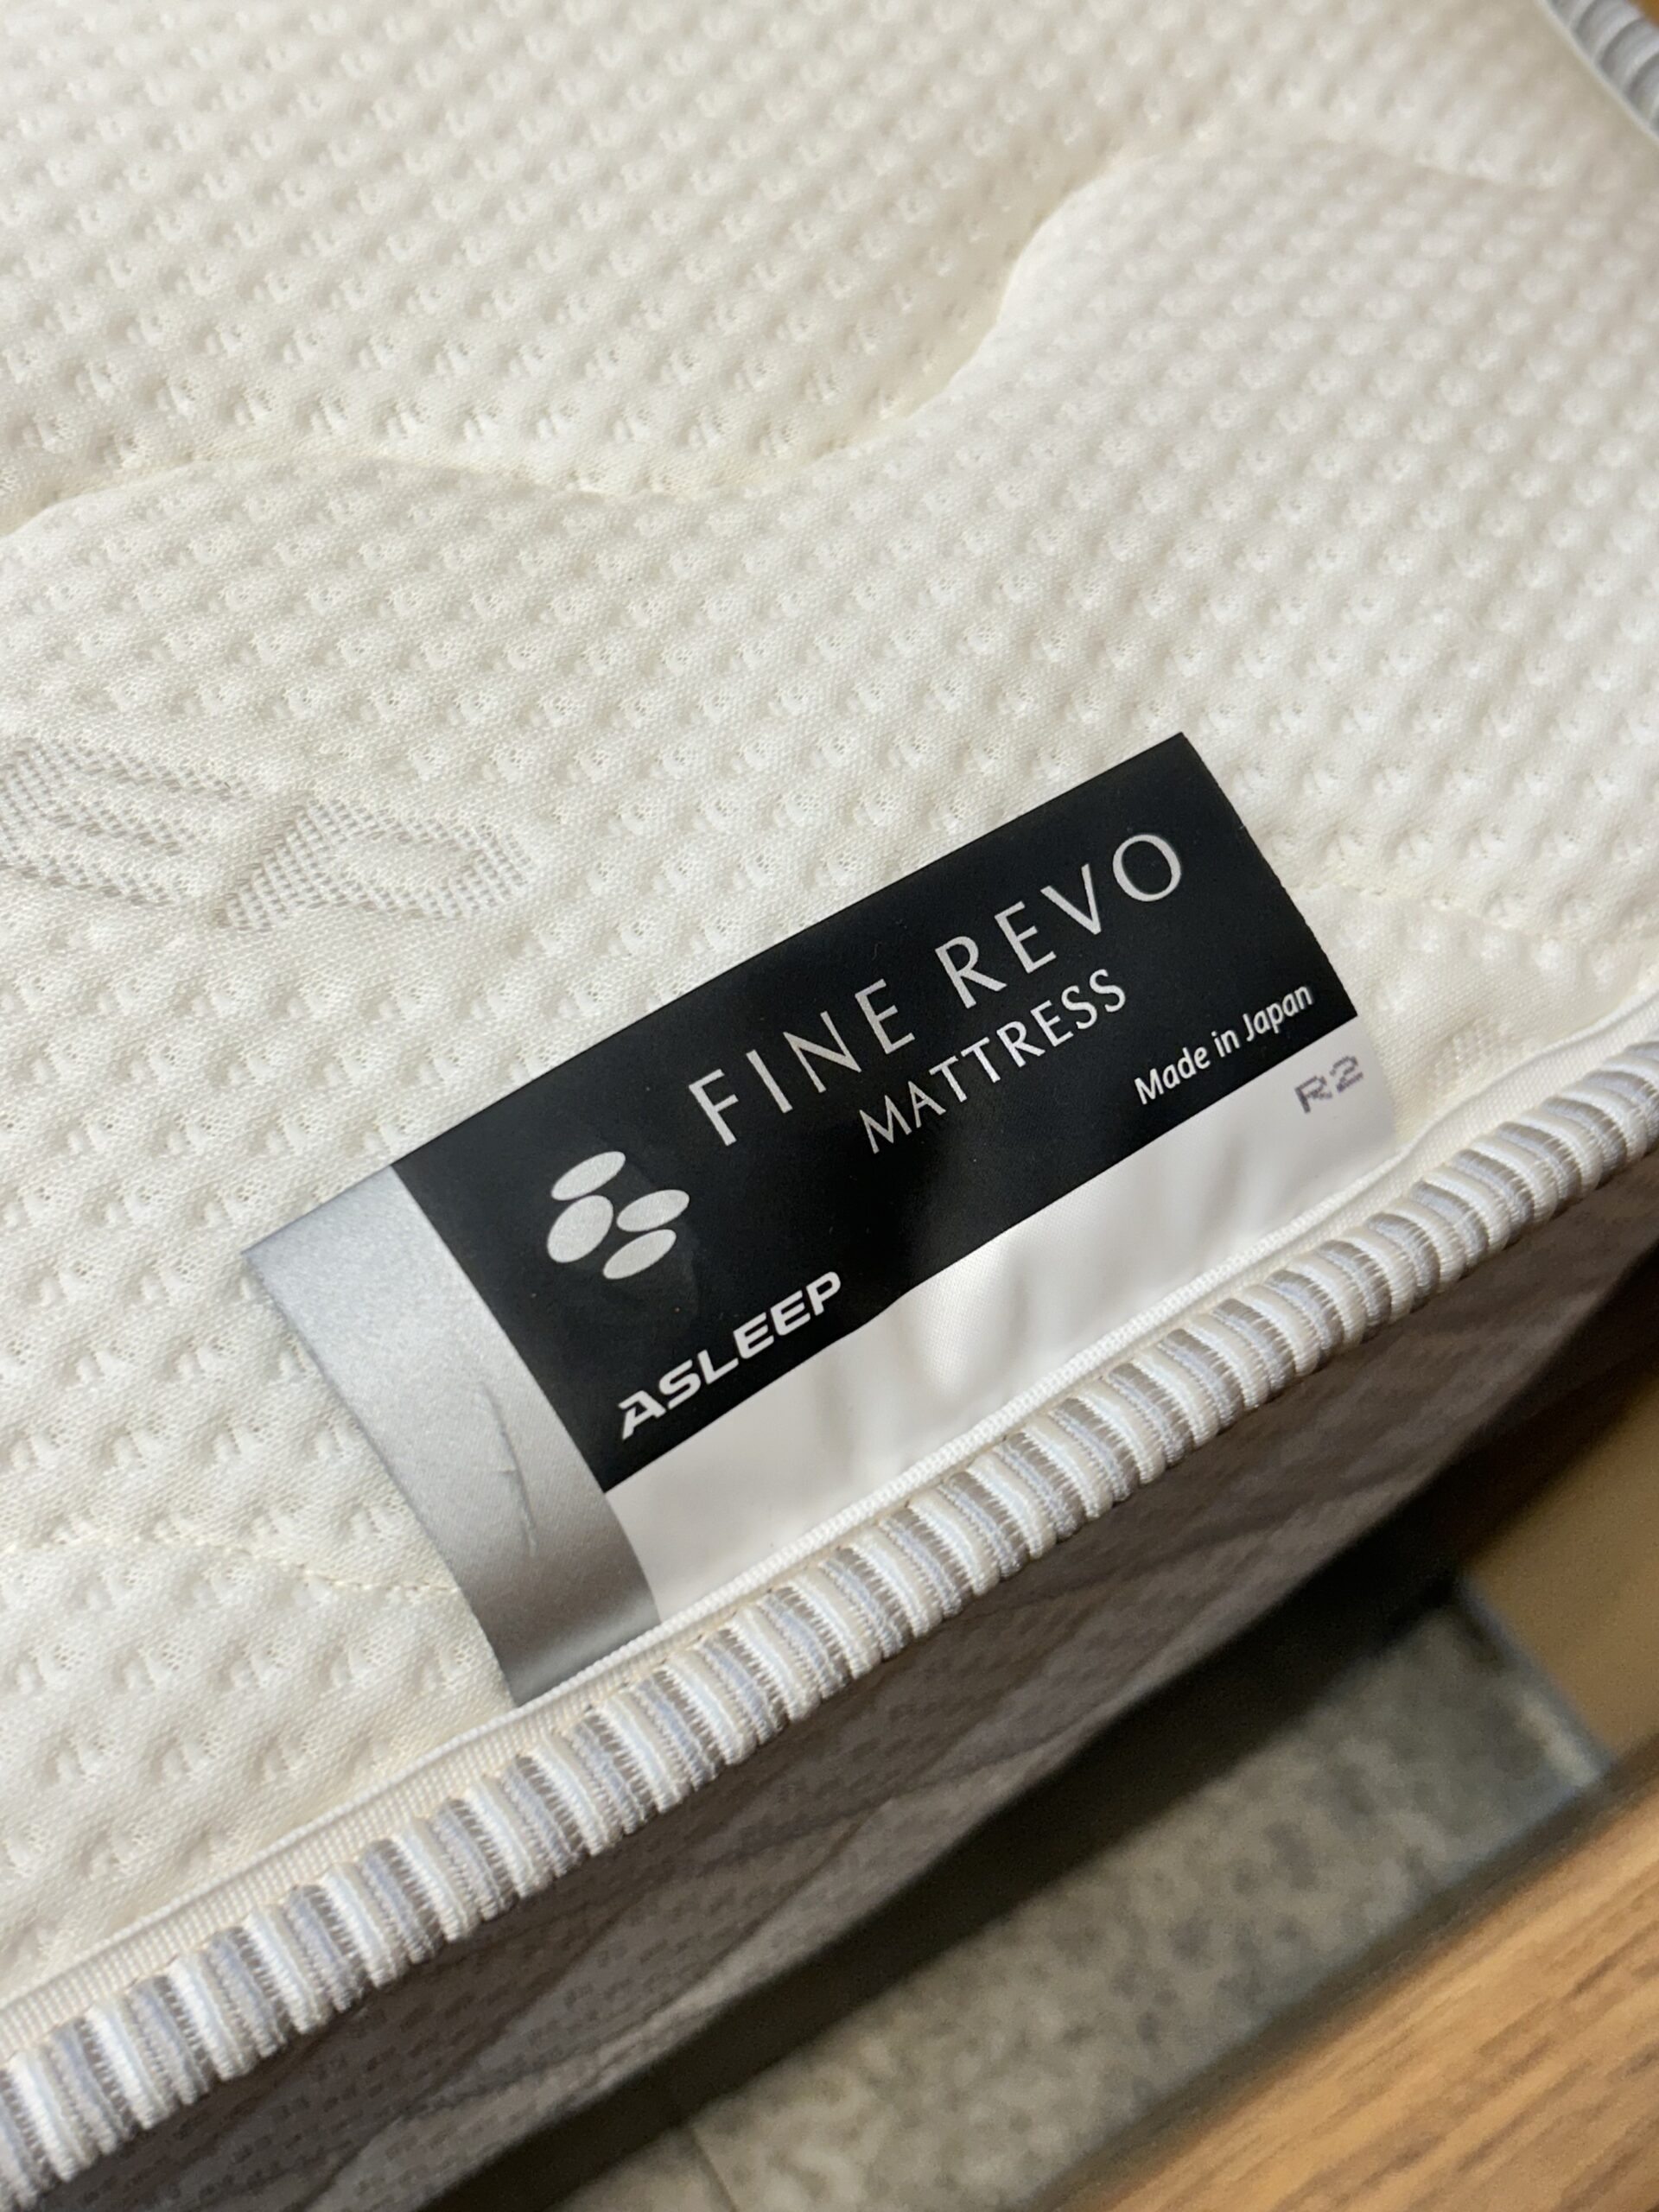 FINE REVO
MATTRESS
Made in Japan
R2
ASLEEP